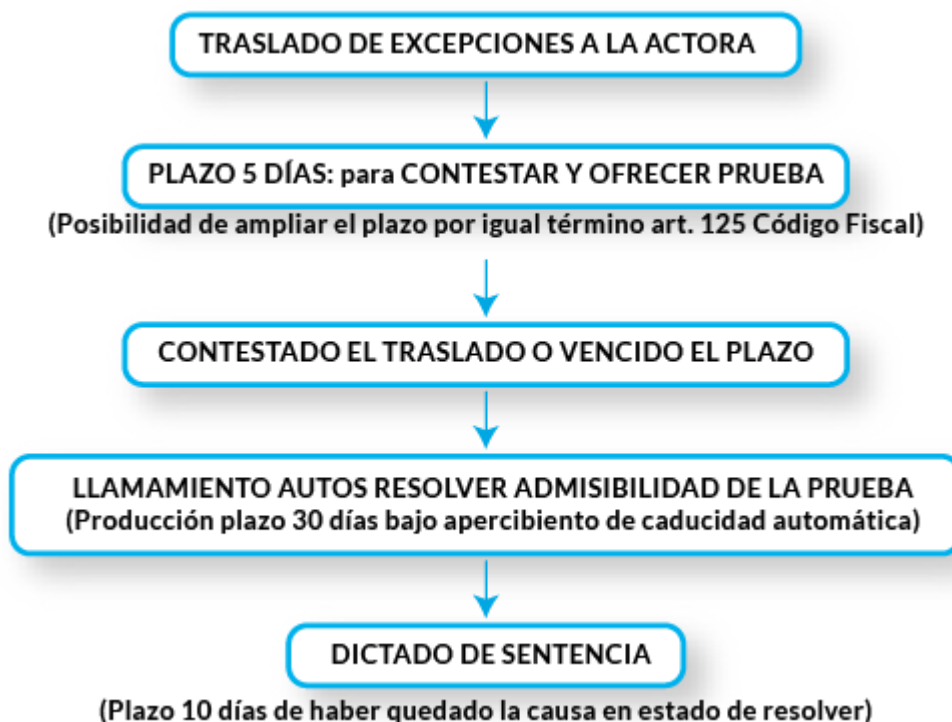 TRASLADO DE EXCEPCIONES A LA ACTORA
PLAZO 5 DÍAS: para CONTESTAR Y OFRECER PRUEBA
(Posibilidad de ampliar el plazo por igual término art. 125 Código Fiscal)
CONTESTADO EL TRASLADO O VENCIDO EL PLAZO
LLAMAMIENTO AUTOS RESOLVER ADMISIBILIDAD DE LA PRUEBA
(Producción plazo 30 días bajo apercibiento de caducidad automática)
DICTADO DE SENTENCIA
(Plazo 10 días de haber quedado la causa en estado de resolver)